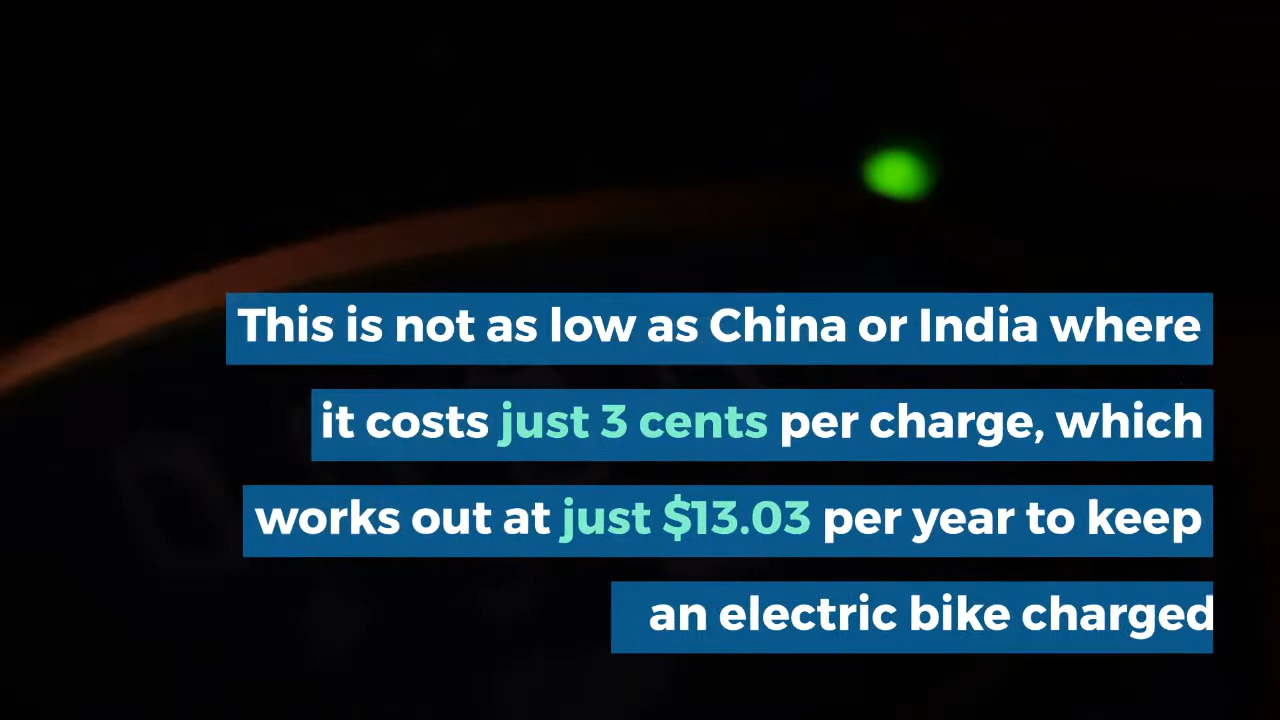 This is not as low as China or India where
it costs just 3 cents per charge, which
works out at just $13.03 per year to keep
an electric bike charged